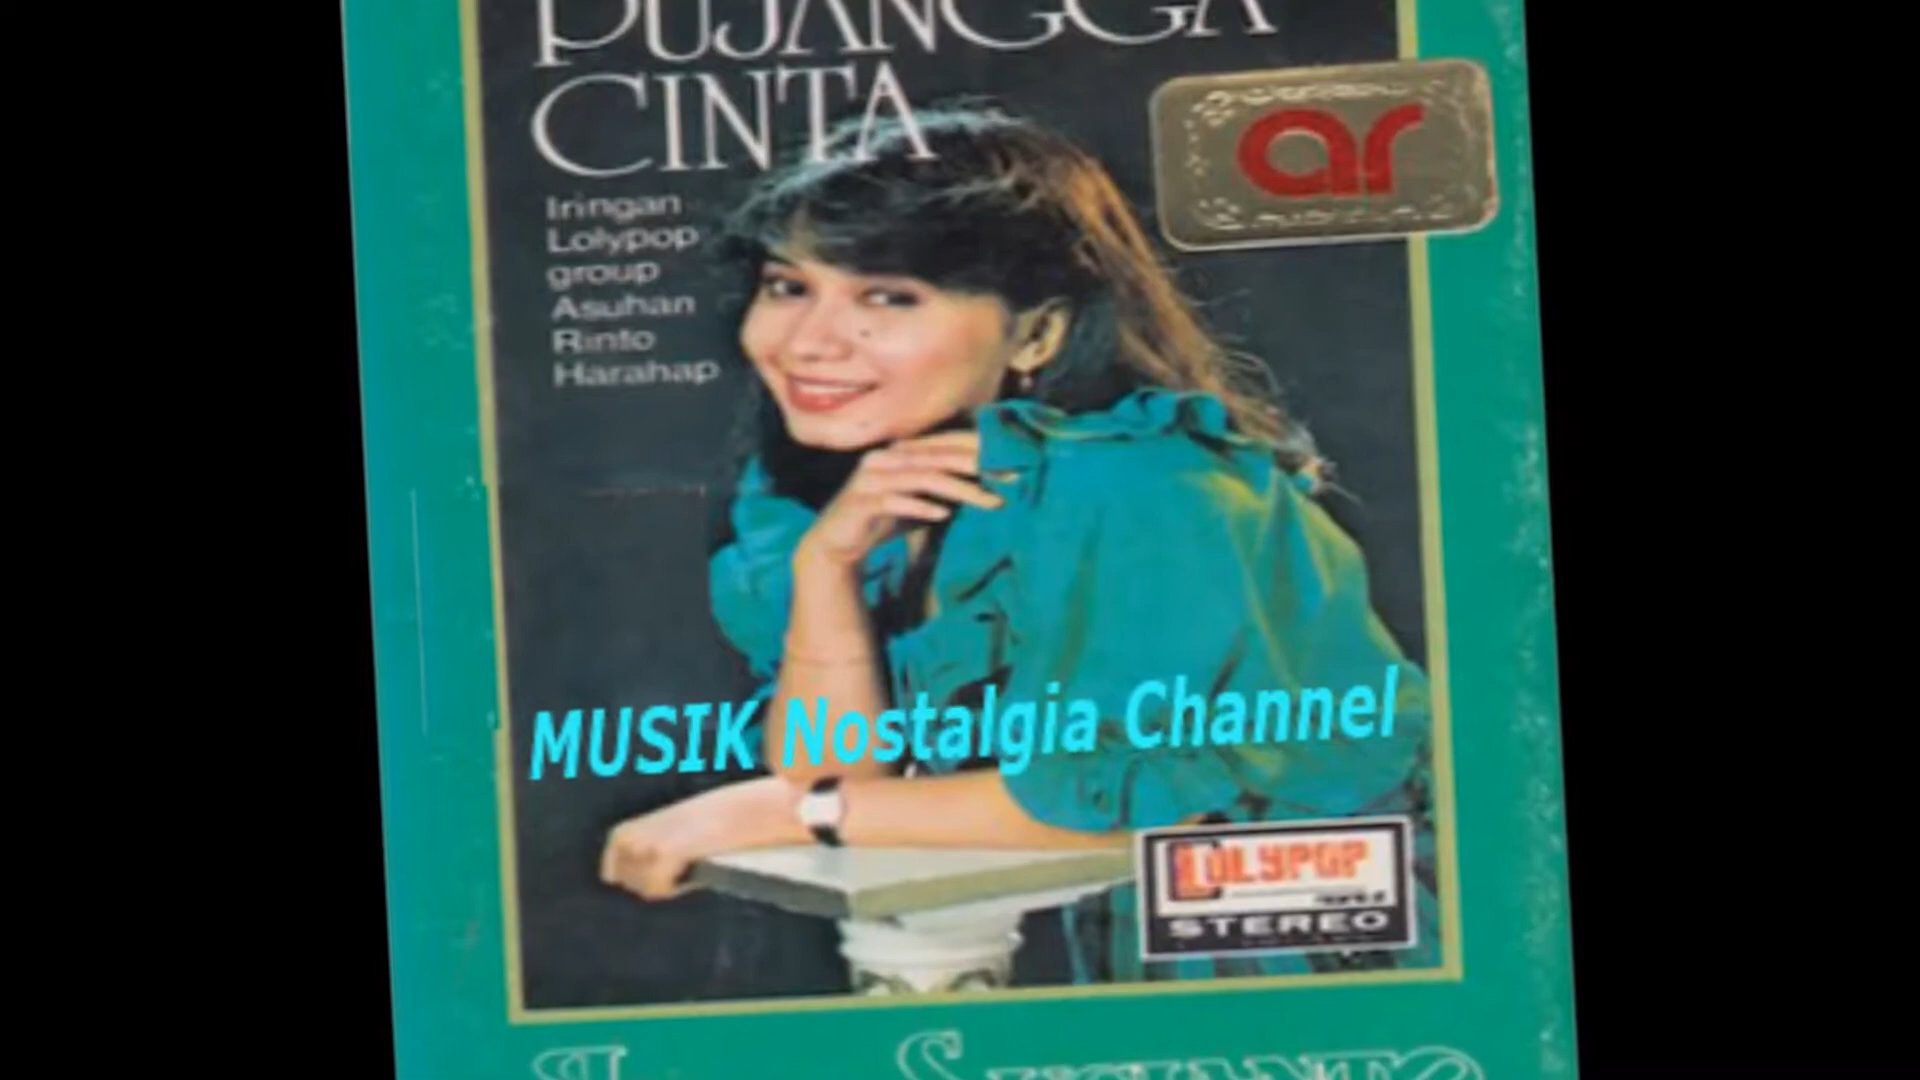 PUJANGGA
CINTA
ar
Iringan
Lolypop
group
Asuhan
Rinto
Harahap
MUSIK Nostalgia Channel
LOLYPOP
STEREO